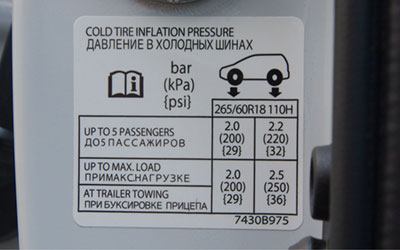 COLD TIRE INFLATION PRESSURE
ДАВЛЕНИЕ В ХОЛОДНЫХ ШИНАХ
bar
(kPa)
{psi}
265/60R18 110H
UP TO 5 PASSENGERS
ДО5 ПАССАЖИРОВ
2.0
(200)
{29}
2.2
(220)
{32}
UP TO MAX. LOAD
ПРИМАКС.НАГРУЗКЕ
AT TRAILER TOWING
ПРИ БУКСИРОВКЕ ПРИЦЕПА
2.0
(200)
{29}
2.5
(250)
{36}
7430B975